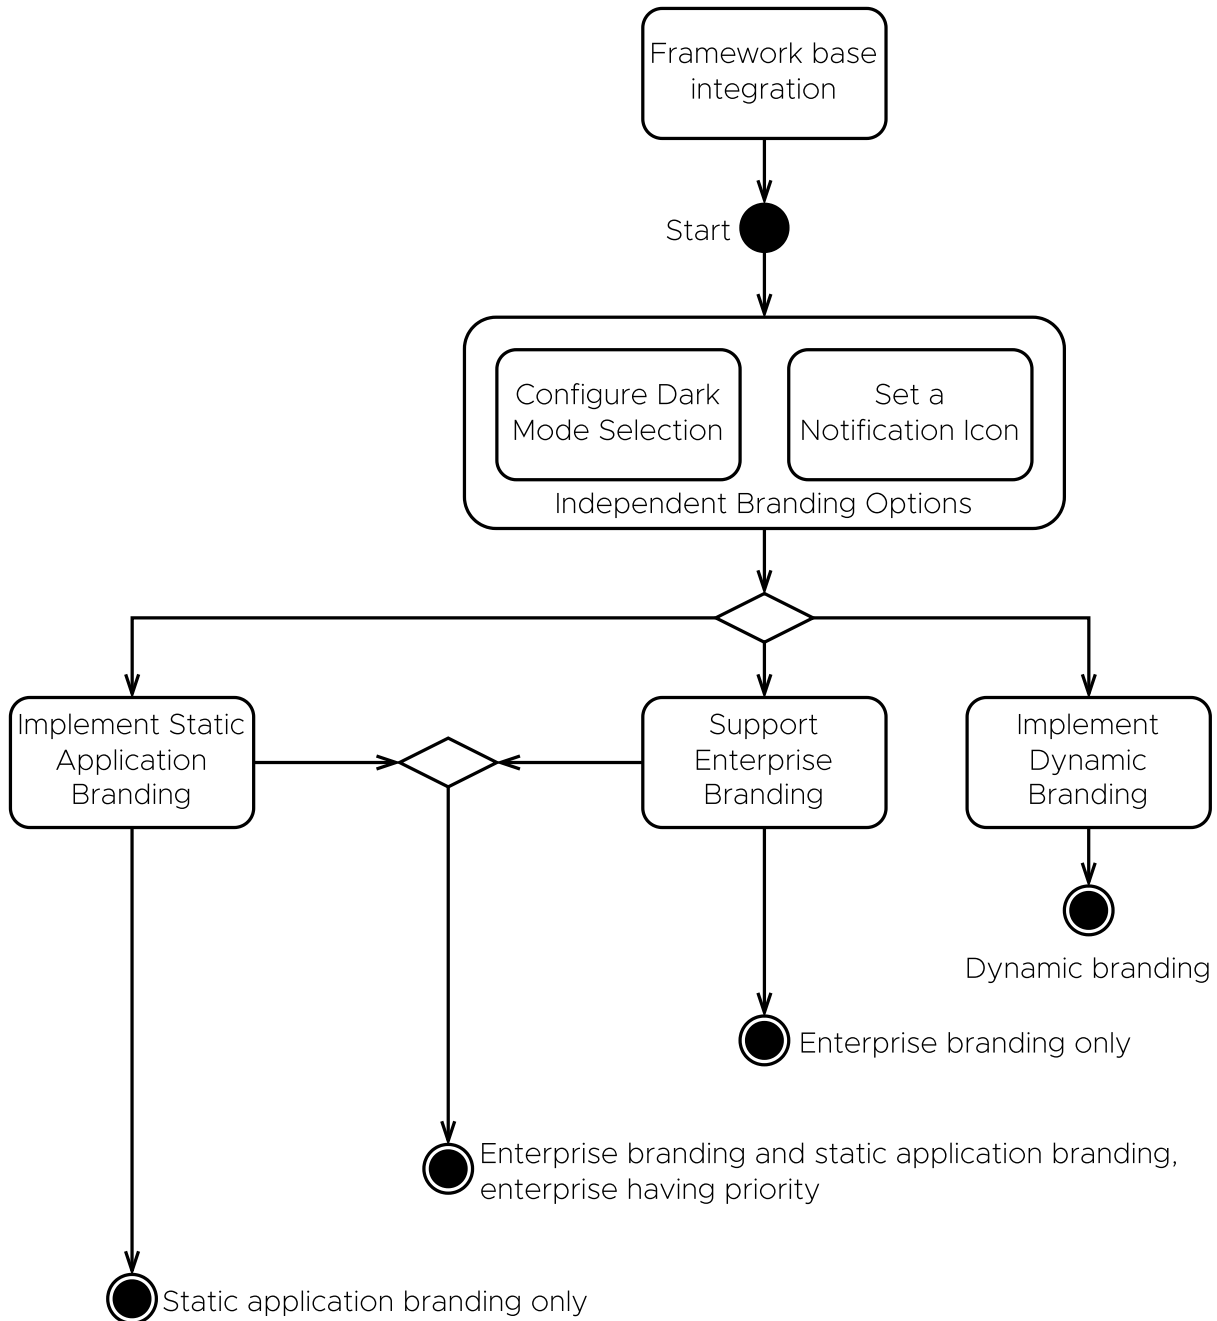 Framework base
integration
Start
Configure Dark
Mode Selection
Set a
Notification Icon
Independent Branding Options
Implement Static
Application
Branding
Support
Enterprise
Branding
Implement
Dynamic
Branding
Dynamic branding
Enterprise branding only
Enterprise branding and static application branding,
enterprise having priority
Static application branding only